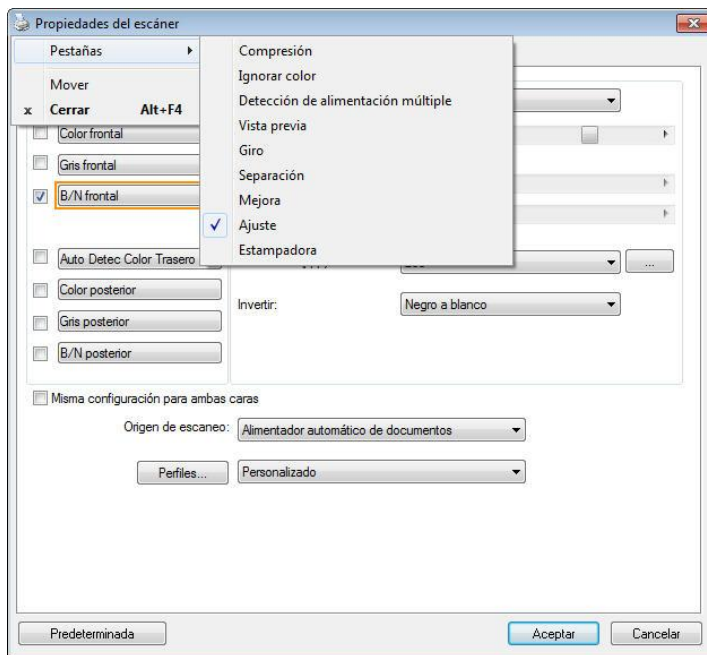 Propiedades del escáner
Pestañas
Mover
x Cerrar Alt+F4
Compresión
Ignorar color
Detección de alimentación múltiple
Vista previa
Giro
Separación
Mejora
Ajuste
Estampadora
Color frontal
Gris frontal
B/N frontal
Auto Detec Color Trasero
Color posterior
Gris posterior
B/N posterior
...
Invertir: Negro a blanco
Misma configuración para ambas caras
Origen de escaneo: Alimentador automático de documentos
Perfiles... Personalizado
Predeterminada Aceptar Cancelar